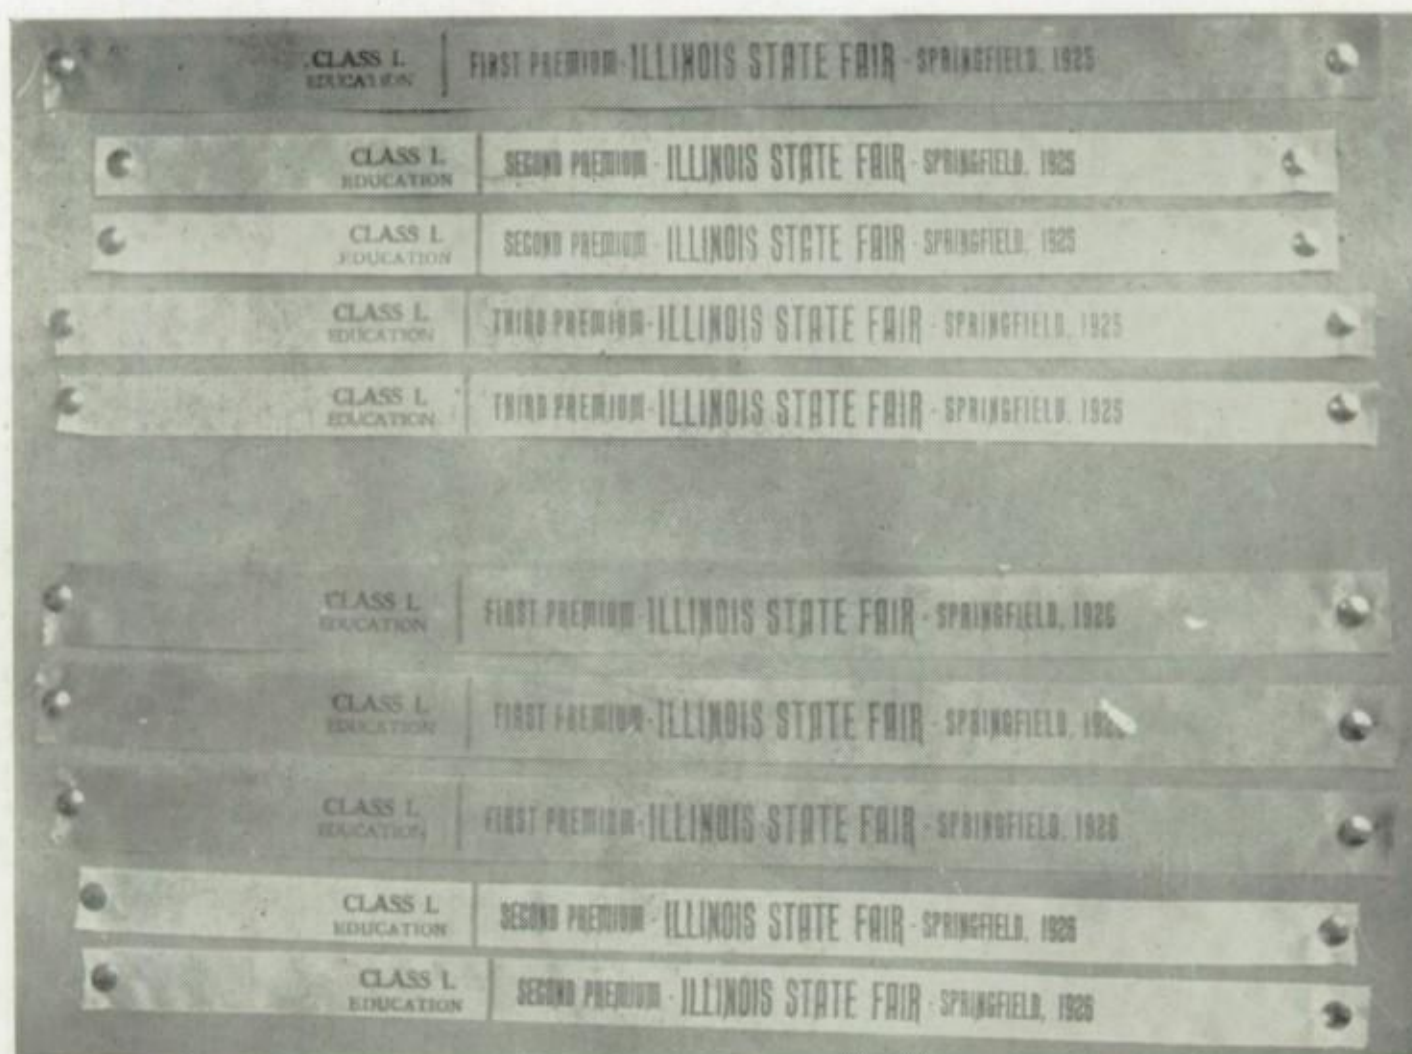 CLASS L EDUCATION FIRST PREMIUM - ILLINOIS STATE FAIR - SPRINGFIELD, 1925
CLASS L EDUCATION SECOND PREMIUM - ILLINOIS STATE FAIR - SPRINGFIELD, 1925
CLASS L EDUCATION SECOND PREMIUM - ILLINOIS STATE FAIR - SPRINGFIELD, 1925
CLASS L EDUCATION THIRD PREMIUM - ILLINOIS STATE FAIR - SPRINGFIELD, 1925
CLASS L EDUCATION THIRD PREMIUM - ILLINOIS STATE FAIR - SPRINGFIELD, 1925
CLASS L EDUCATION FIRST PREMIUM - ILLINOIS STATE FAIR - SPRINGFIELD, 1926
CLASS L EDUCATION FIRST PREMIUM - ILLINOIS STATE FAIR - SPRINGFIELD,
CLASS L EDUCATION FIRST PREMIUM - ILLINOIS STATE FAIR - SPRINGFIELD, 1926
CLASS L EDUCATION SECOND PREMIUM - ILLINOIS STATE FAIR - SPRINGFIELD, 1926
CLASS L EDUCATION SECOND PREMIUM - ILLINOIS STATE FAIR - SPRINGFIELD, 1926